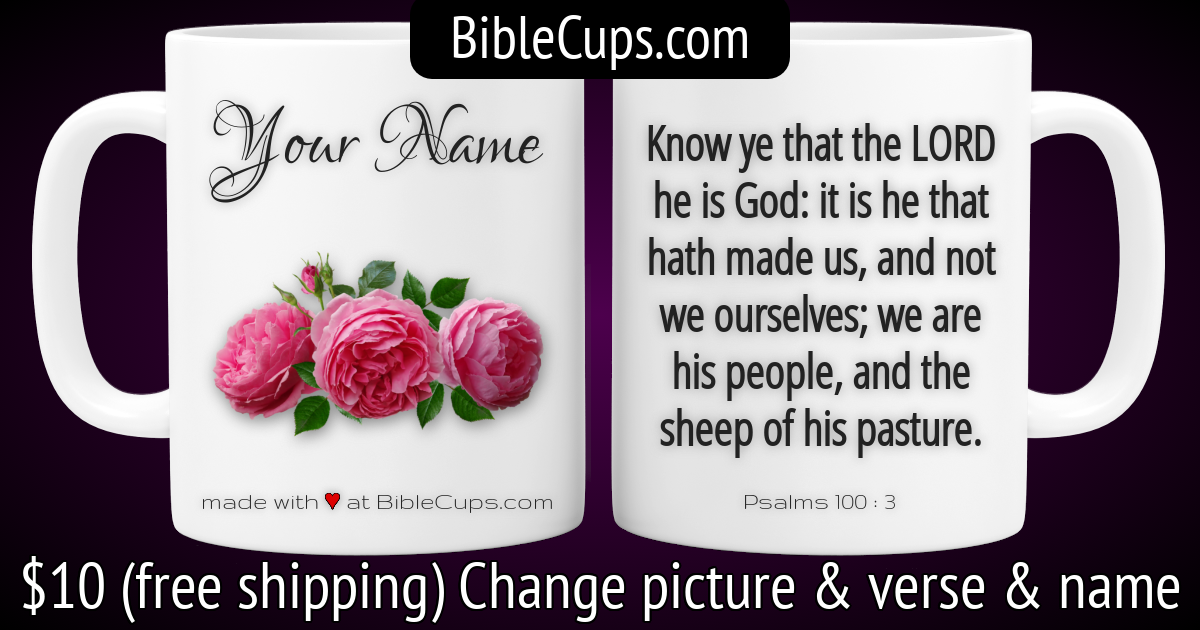 BibleCups.com
Your Name
made with ♥ at BibleCups.com
Know ye that the LORD
he is God: it is he that
hath made us, and not
we ourselves; we are
his people, and the
sheep of his pasture.
Psalms 100 : 3
$10 (free shipping) Change picture & verse & name